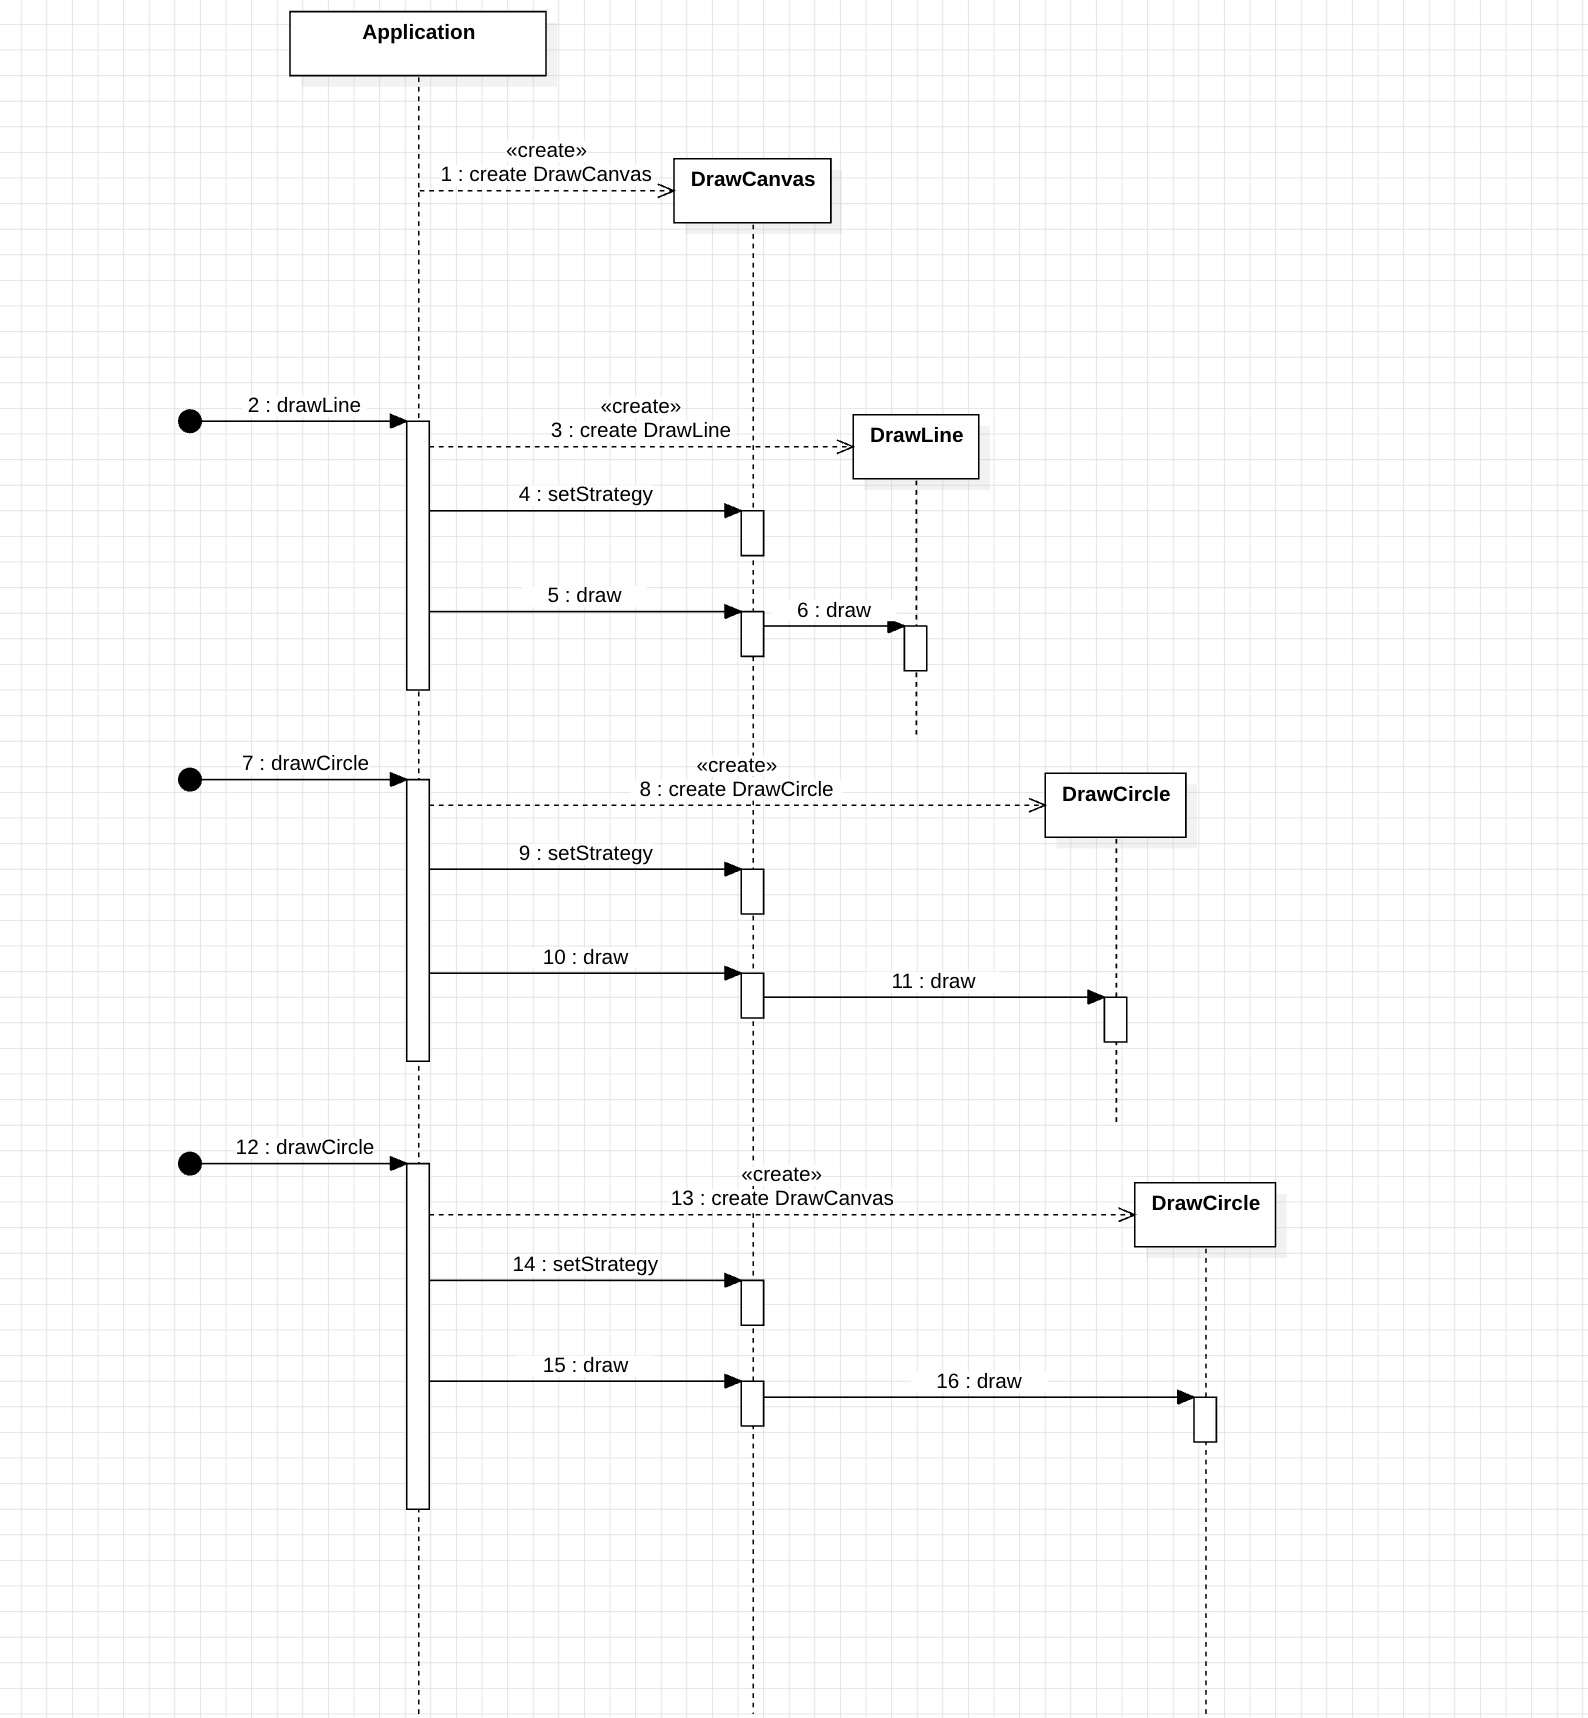 Application
«create»
1 : create DrawCanvas
DrawCanvas
2 : drawLine
«create»
3 : create DrawLine
DrawLine
4 : setStrategy
5 : draw
6 : draw
7 : drawCircle
«create»
8 : create DrawCircle
DrawCircle
9 : setStrategy
10 : draw
11 : draw
12 : drawCircle
«create»
13 : create DrawCanvas
DrawCircle
14 : setStrategy
15 : draw
16 : draw